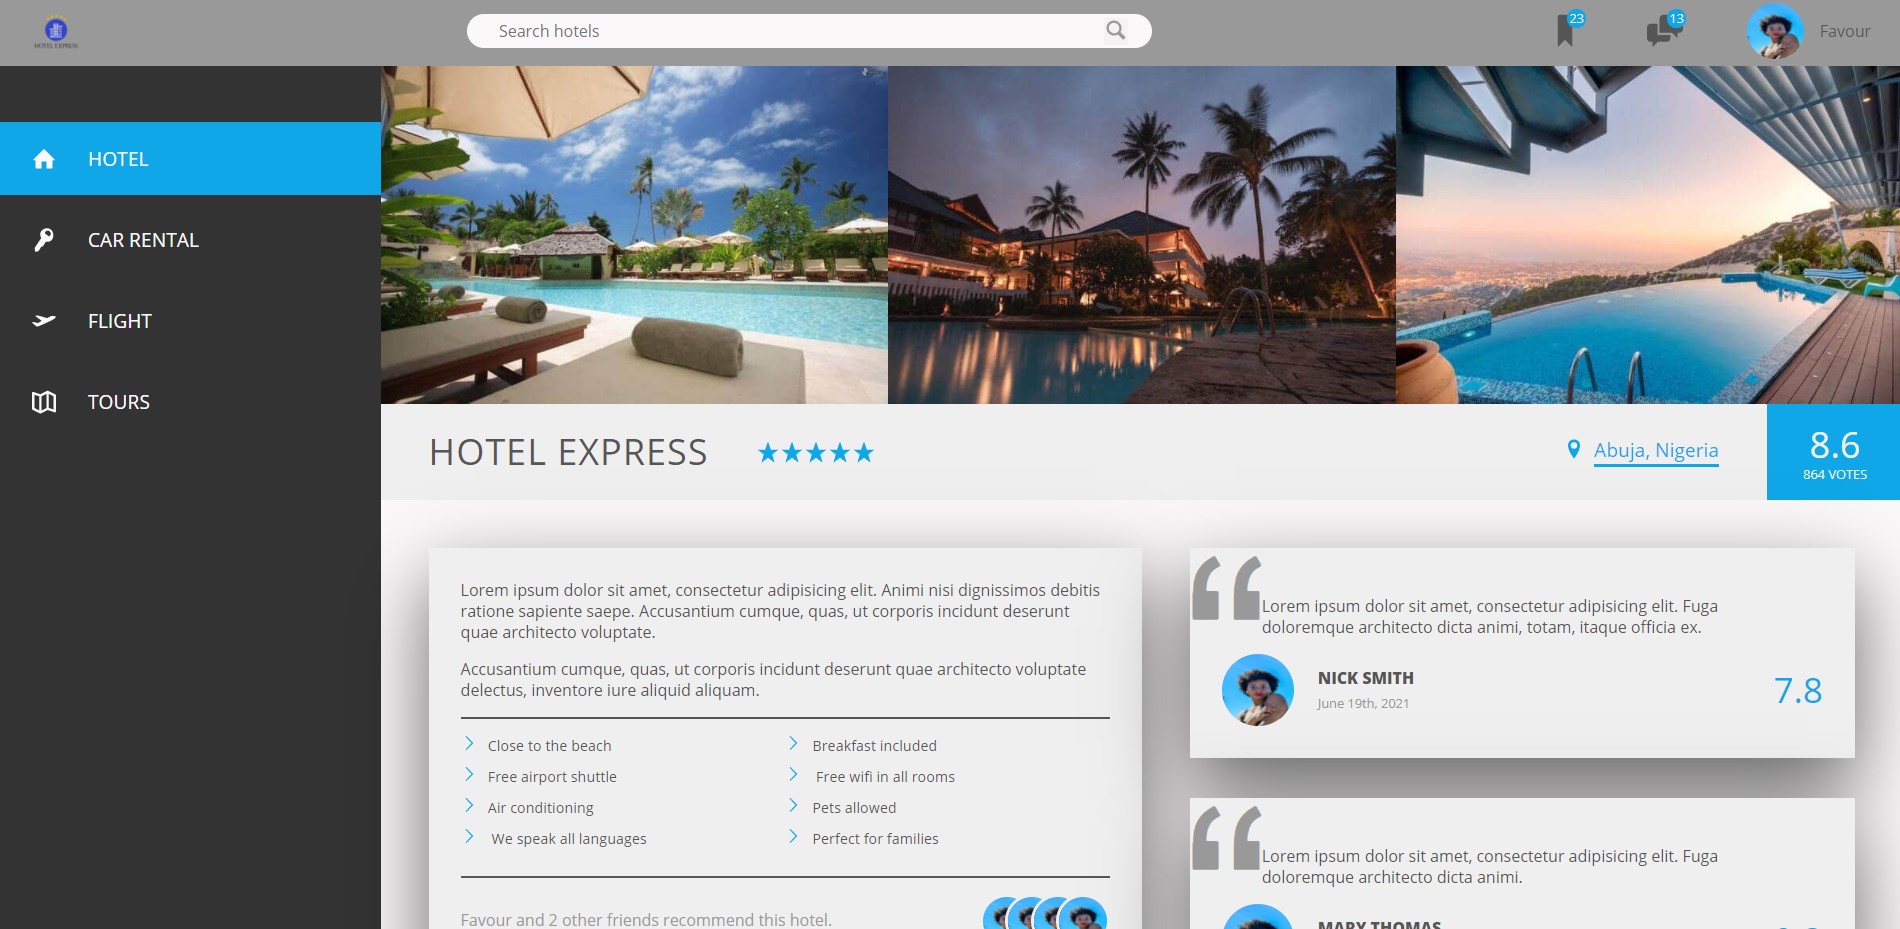 HOTEL EXPRESS
Search hotels
23
13
Favour
HOTEL
CAR RENTAL
FLIGHT
TOURS
HOTEL EXPRESS
Abuja, Nigeria
8.6
864 VOTES
Lorem ipsum dolor sit amet, consectetur adipisicing elit. Animi nisi dignissimos debitis
ratione sapiente saepe. Accusantium cumque, quas, ut corporis incidunt deserunt
quae architecto voluptate.
Accusantium cumque, quas, ut corporis incidunt deserunt quae architecto voluptate
delectus, inventore iure aliquid aliquam.
Close to the beach
Breakfast included
Free airport shuttle
Free wifi in all rooms
Air conditioning
Pets allowed
We speak all languages
Perfect for families
Favour and 2 other friends recommend this hotel.
“
Lorem ipsum dolor sit amet, consectetur adipisicing elit. Fuga
doloremque architecto dicta animi, totam, itaque officia ex.
NICK SMITH
June 19th, 2021
7.8
“
Lorem ipsum dolor sit amet, consectetur adipisicing elit. Fuga
doloremque architecto dicta animi.
MARY THOMAS